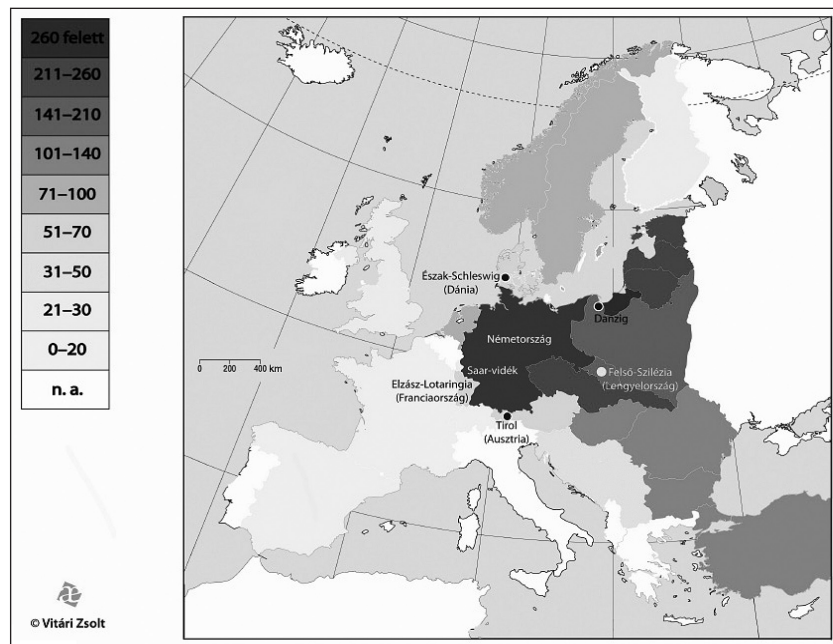 260 felett
211–260
141–210
101–140
71–100
51–70
31–50
21–30
0–20
n. a.
Észak-Schleswig
(Dánia)
Danzig
Németország
0 200 400 km
Saar-vidék
Felső-Szilézia
(Lengyelország)
Elzász-Lotaringia
(Franciaország)
Tirol
(Ausztria)
© Vitári Zsolt